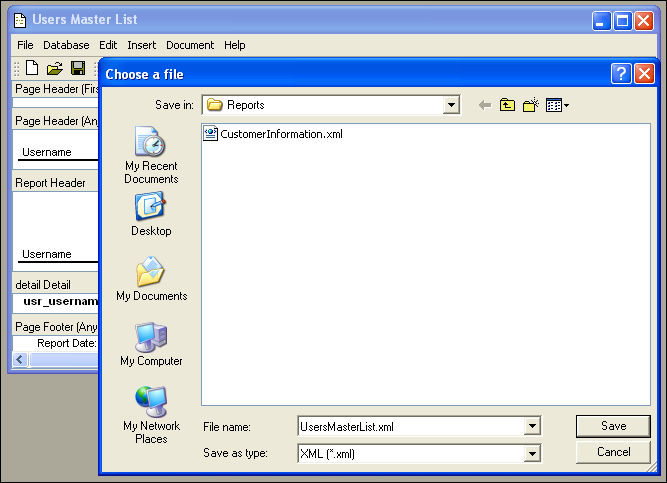 Users Master List
File Database Edit Insert Document Help
Page Header (Firs
Page Header (Any
Username
Report Header
Username
detail Detail
usr_usernam
Page Footer (Any
Report Date:
Choose a file
Save in: Reports
CustomerInformation.xml
My Recent
Documents
Desktop
My Documents
My Computer
My Network
Places
File name: UsersMasterList.xml Save
Save as type: XML (*.xml) Cancel